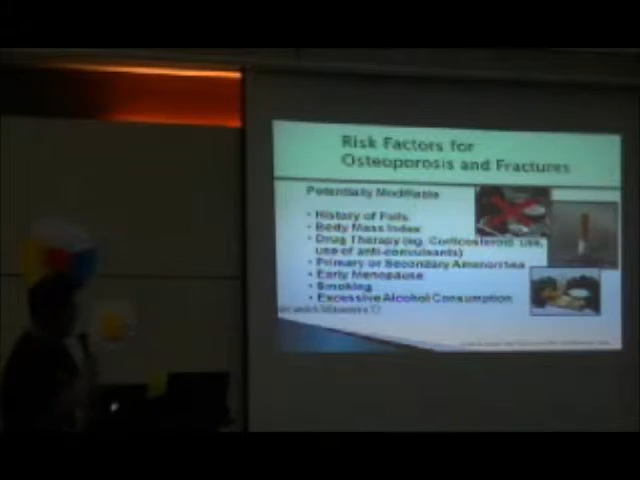 Risk Factors for
Osteoporosis and Fractures
Potentially Modifiable
• History of Falls
• Body Mass Index
• Drug Therapy (eg. Corticosteroid use,
use of anti-convulsants)
• Primary or Secondary Amenorrhea
• Early Menopause
• Smoking
• Excessive Alcohol Consumption